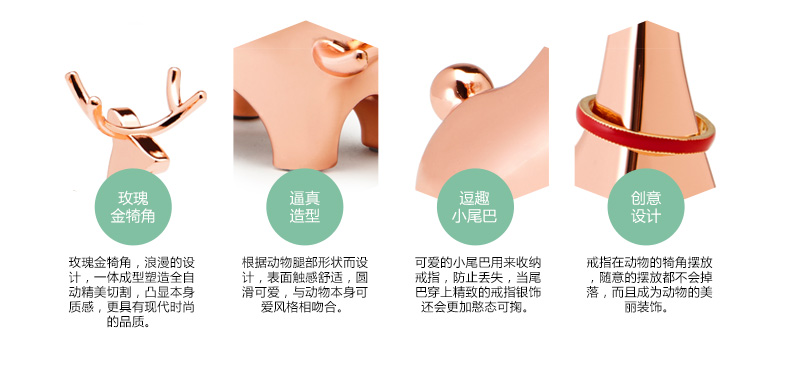 玫瑰
金犄角
玫瑰金犄角，浪漫的设
计，一体成型塑造全自
动精美切割，凸显本身
质感，更具有现代时尚
的品质。
逼真
造型
根据动物腿部形状而设
计，表面触感舒适，圆
滑可爱，与动物本身可
爱风格相吻合。
逗趣
小尾巴
可爱的小尾巴用来收纳
戒指，防止丢失，当尾
巴穿上精致的戒指银饰
还会更加憨态可掬。
创意
设计
戒指在动物的犄角摆放
，随意的摆放都不会掉
落，而且成为动物的美
丽装饰。